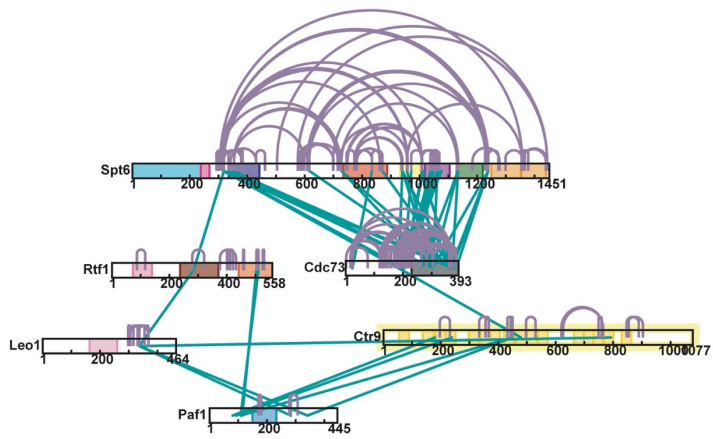 Spt6
1 200 400 600 800 1000 1200 1451
Rtf1
1 200 400 558
Cdc73
1 200 393
Leo1
1 200 464
Ctr9
1 200 400 600 800 1000 1077
Paf1
1 200 445